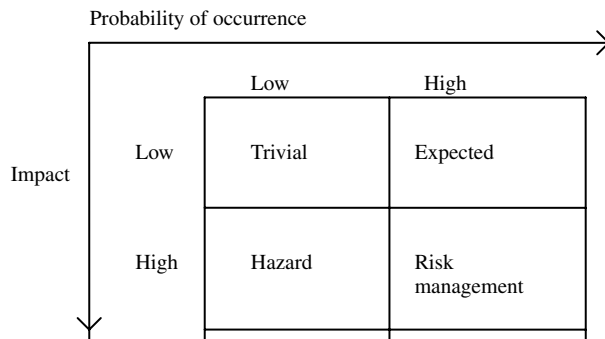 Probability of occurrence
Low High
Low Trivial Expected
Impact
High Hazard Risk
management